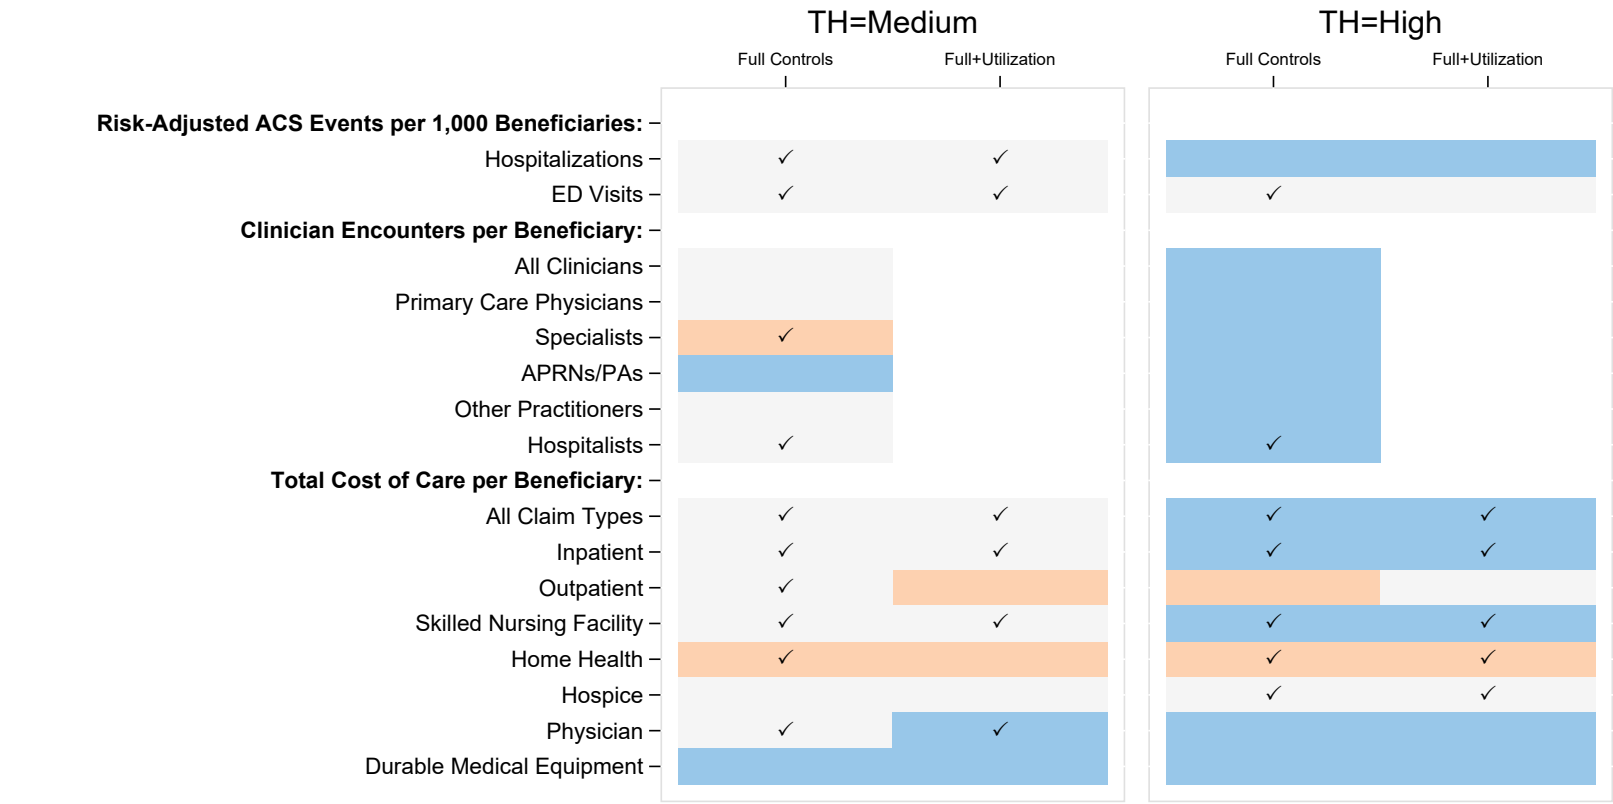 TH=Medium
TH=High
Full Controls
Full+Utilization
Full Controls
Full+Utilization
Risk-Adjusted ACS Events per 1,000 Beneficiaries:
Hospitalizations ✓ ✓
ED Visits ✓ ✓ ✓
Clinician Encounters per Beneficiary:
All Clinicians
Primary Care Physicians
Specialists ✓
APRNs/PAs
Other Practitioners
Hospitalists ✓ ✓
Total Cost of Care per Beneficiary:
All Claim Types ✓ ✓ ✓ ✓
Inpatient ✓ ✓ ✓ ✓
Outpatient ✓
Skilled Nursing Facility ✓ ✓ ✓ ✓
Home Health ✓ ✓ ✓
Hospice ✓ ✓
Physician ✓ ✓
Durable Medical Equipment